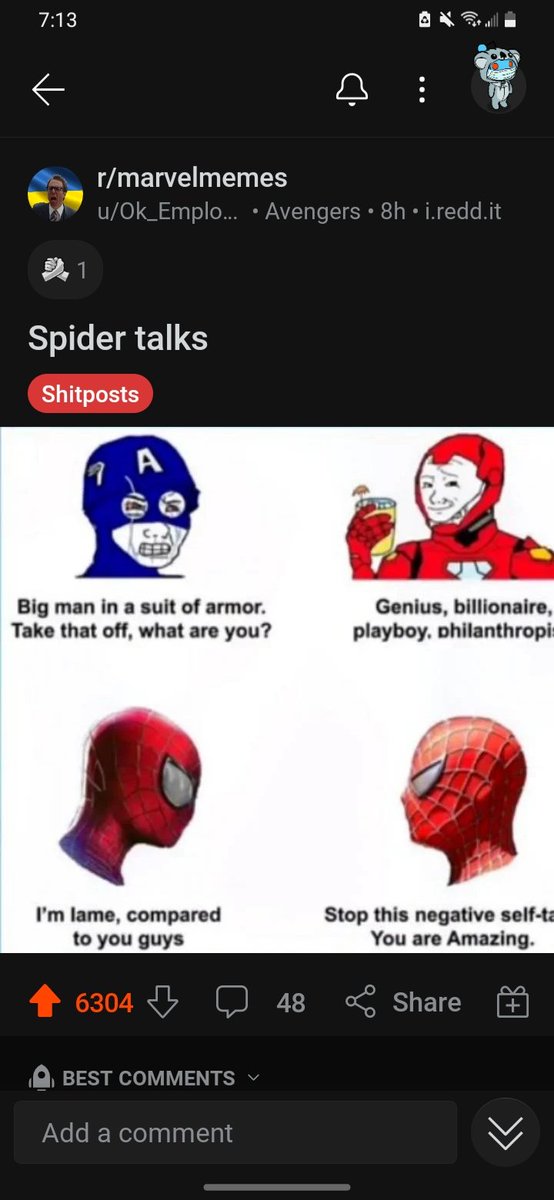 7:13
r/marvelmemes
u/Ok_Emplo... • Avengers • 8h • i.redd.it
1
Spider talks
Shitposts
A
Big man in a suit of armor.
Take that off, what are you?
Genius, billionaire,
playboy, philanthropis
I'm lame, compared
to you guys
Stop this negative self-ta
You are Amazing.
6304
48
Share
BEST COMMENTS
Add a comment